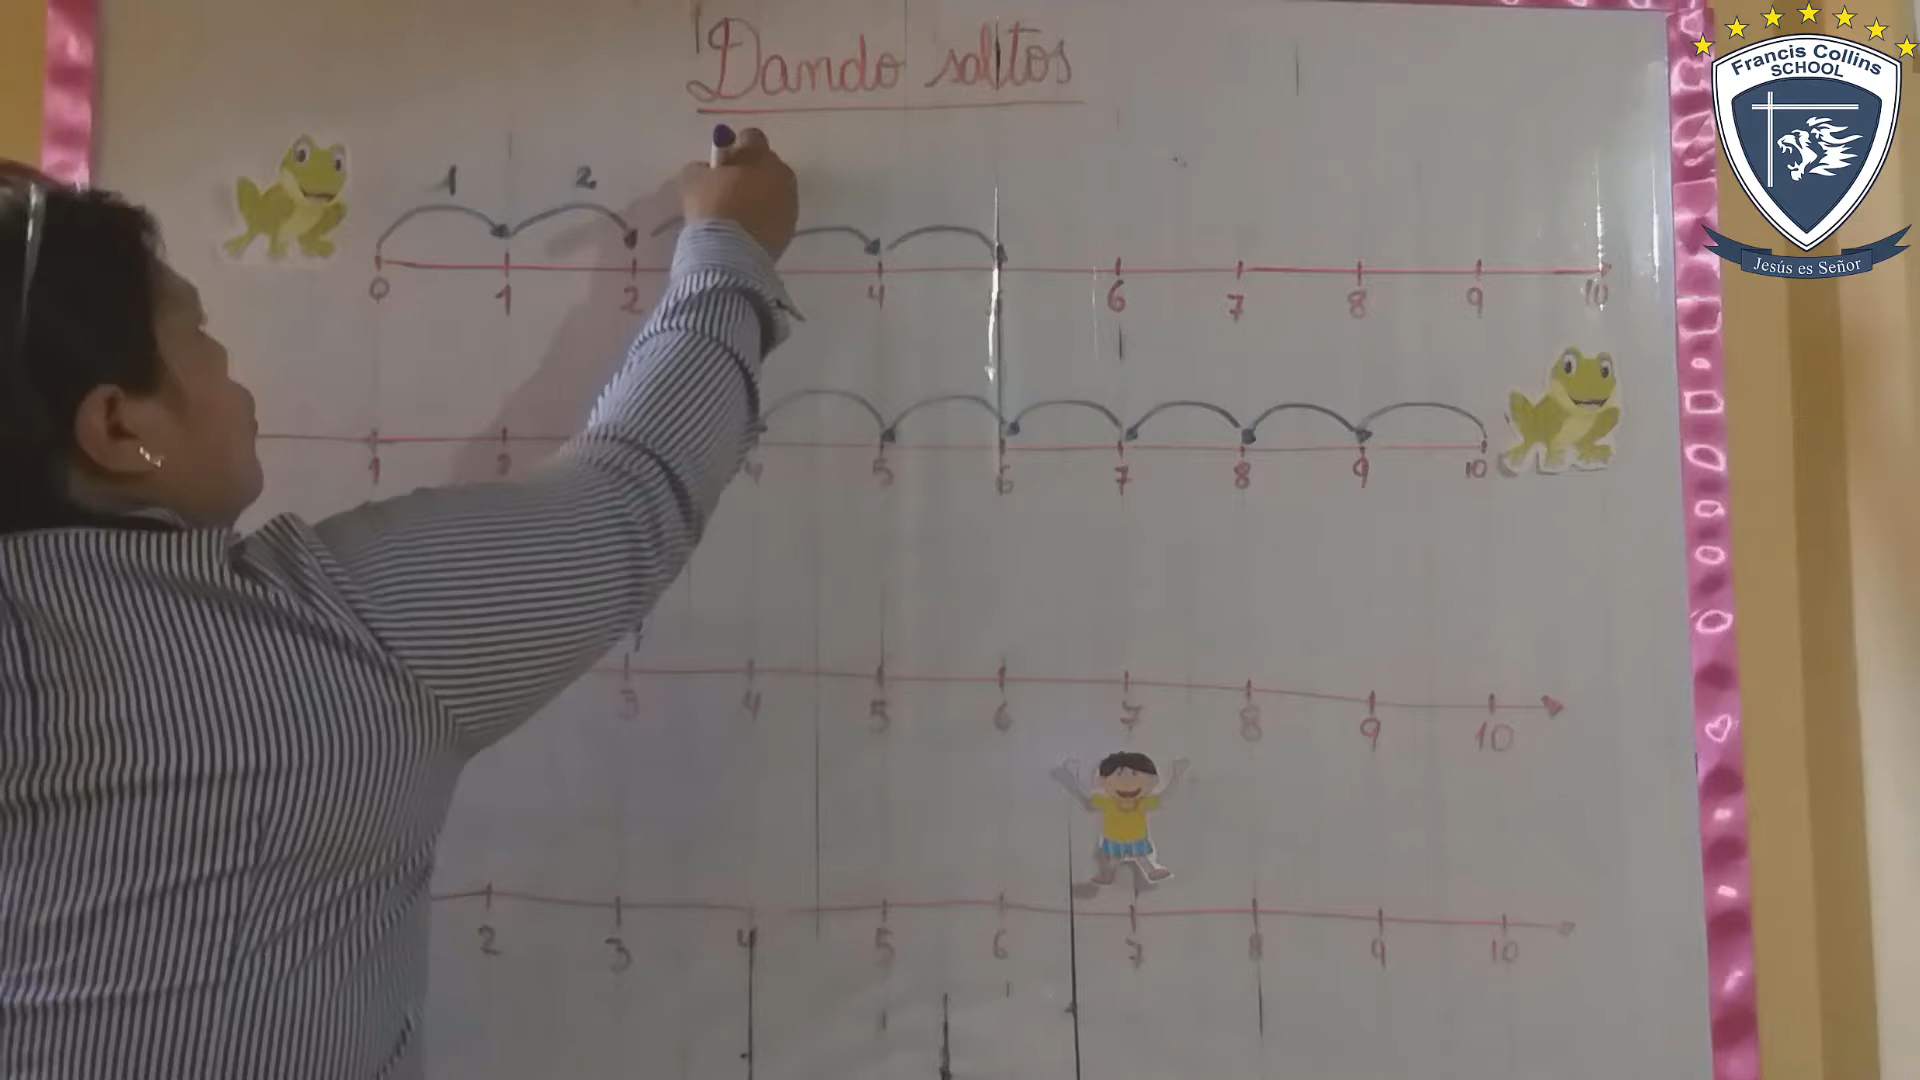 Dando saltos
Francis Collins
SCHOOL
Jesús es Señor
1 2
0 1 2 4 6 7 8 9 10
1 2 4 5 6 7 8 9 10
3 4 5 6 7 8 9 10
2 3 4 5 6 7 8 9 10